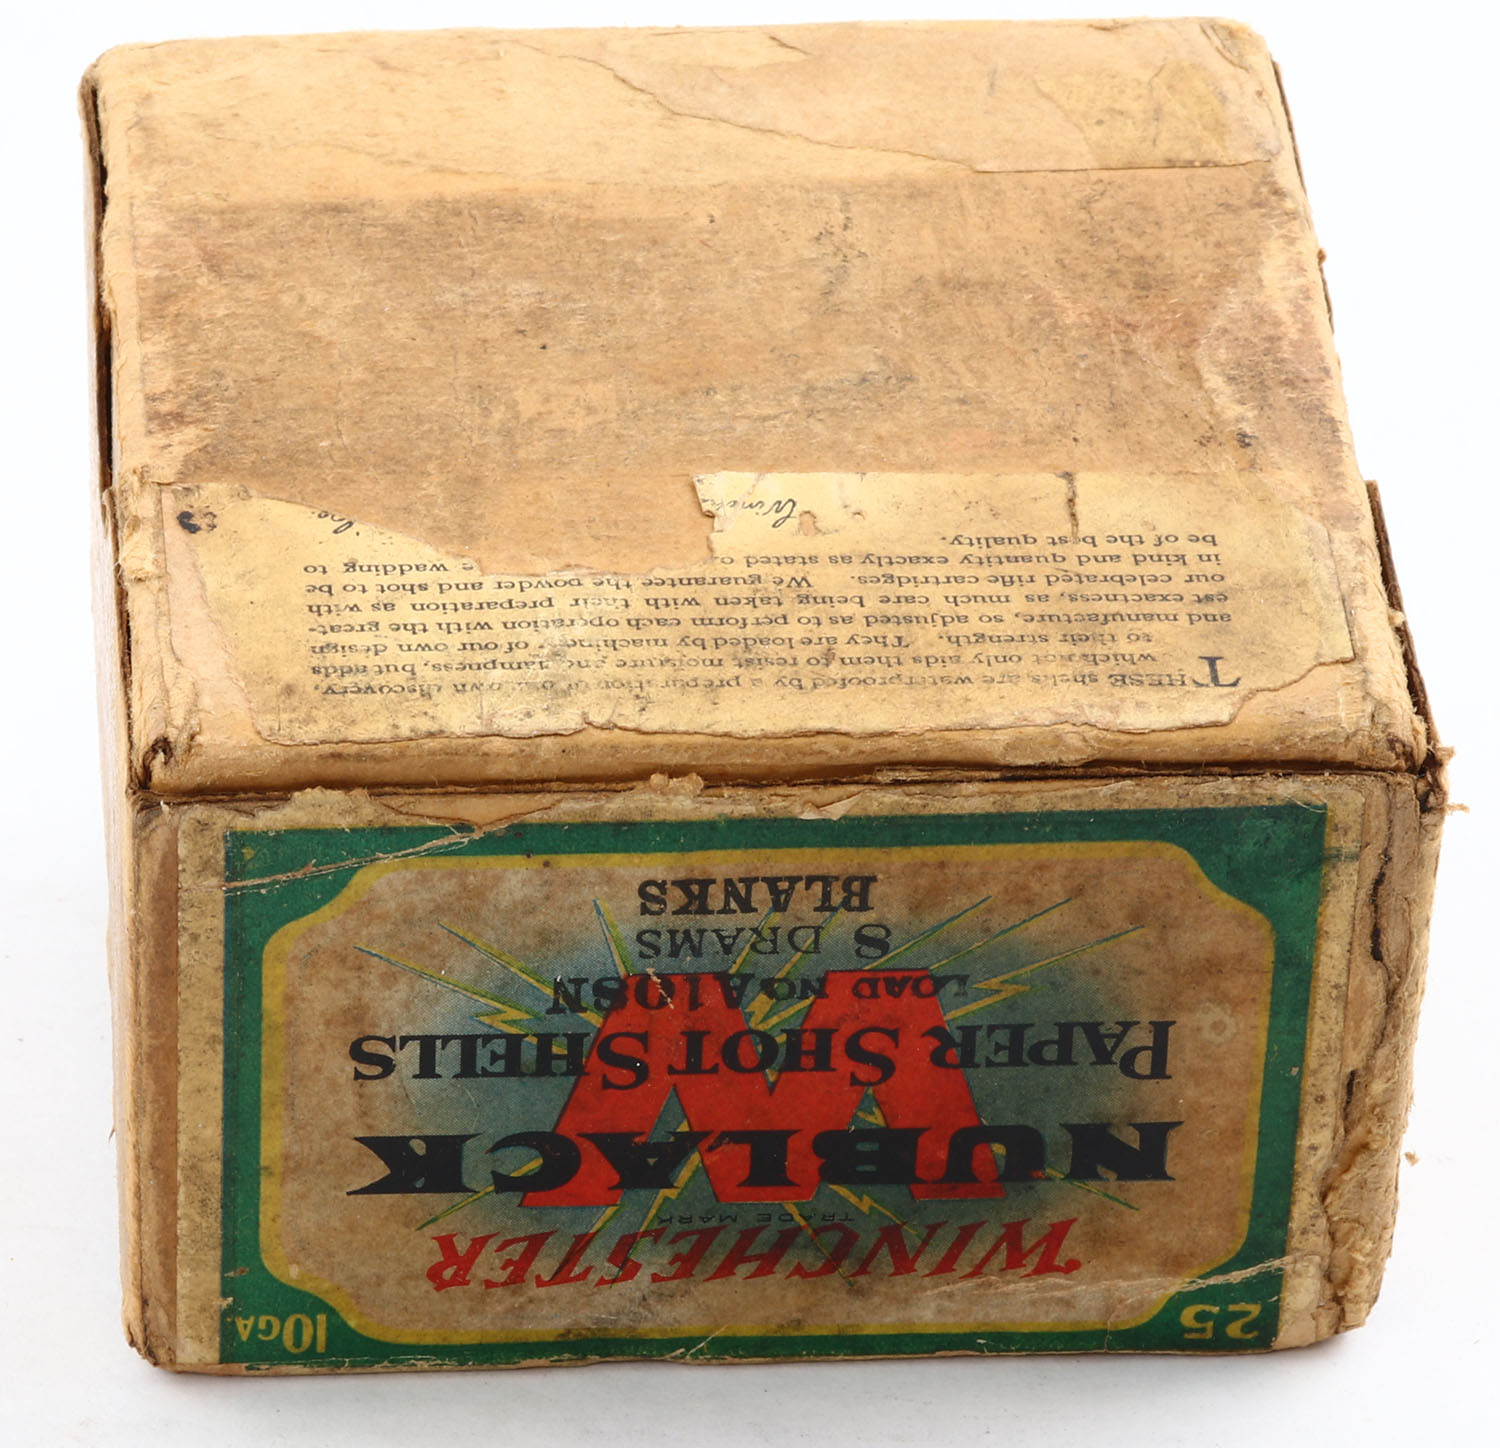 25 10GA
WINCHESTER
TRADE MARK
NUBLACK
PAPER SHOT SHELLS
LOAD NO. A108N
8 DRAMS
BLANKS
THESE shells are waterproofed by a preparation of our own discovery,
which not only aids them to resist moisture and dampness, but adds
to their strength. They are loaded by machinery of our own design
and manufacture, so adjusted as to perform each operation with the great-
est exactness, as much care being taken with their preparation as with
our celebrated rifle cartridges. We guarantee the powder and shot to be
in kind and quantity exactly as stated wadding to
be of the best quality.